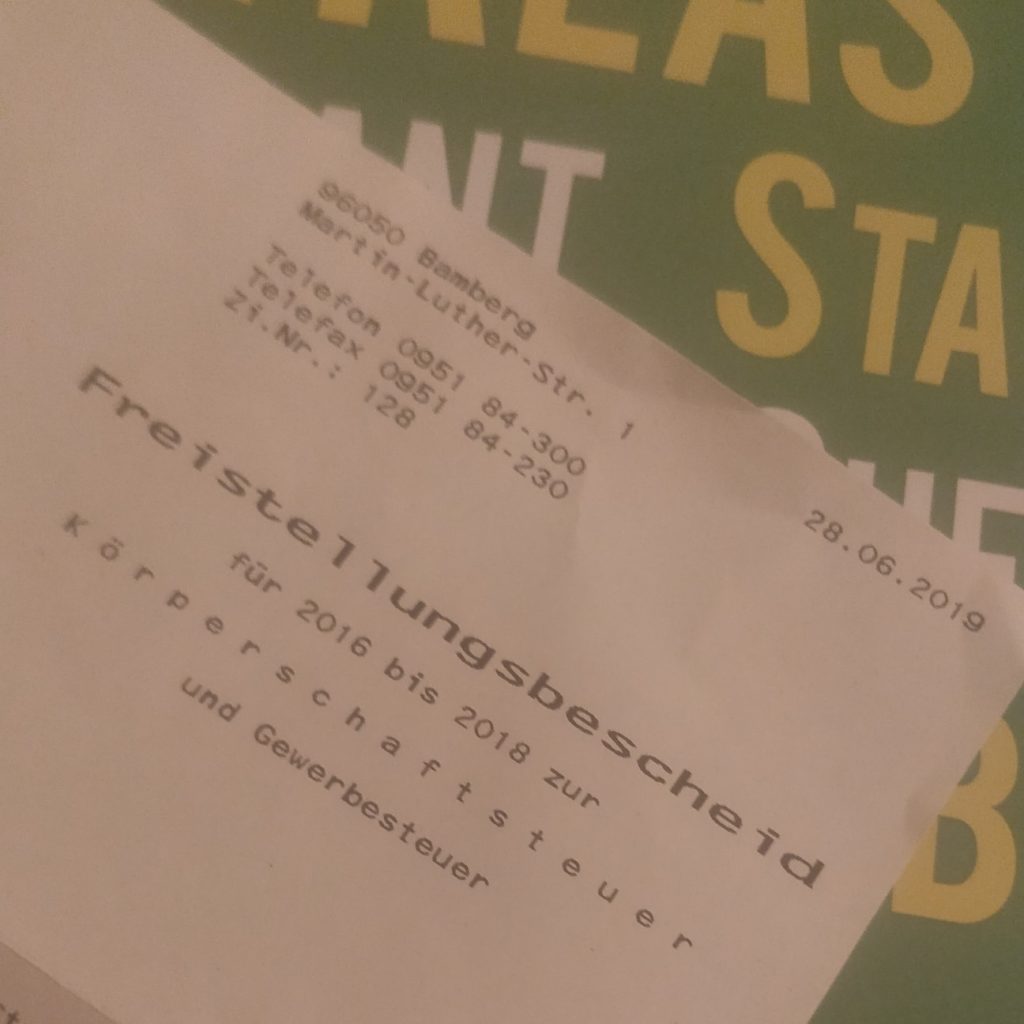 STA
96050 Bamberg
Martin-Luther-Str. 1
Telefon 0951 84-300
Telefax 0951 84-230
Zi.Nr.: 128
28.06.2019
Freistellungsbescheid
für 2016 bis 2018 zur
Körperschaftsteuer
und Gewerbesteuer